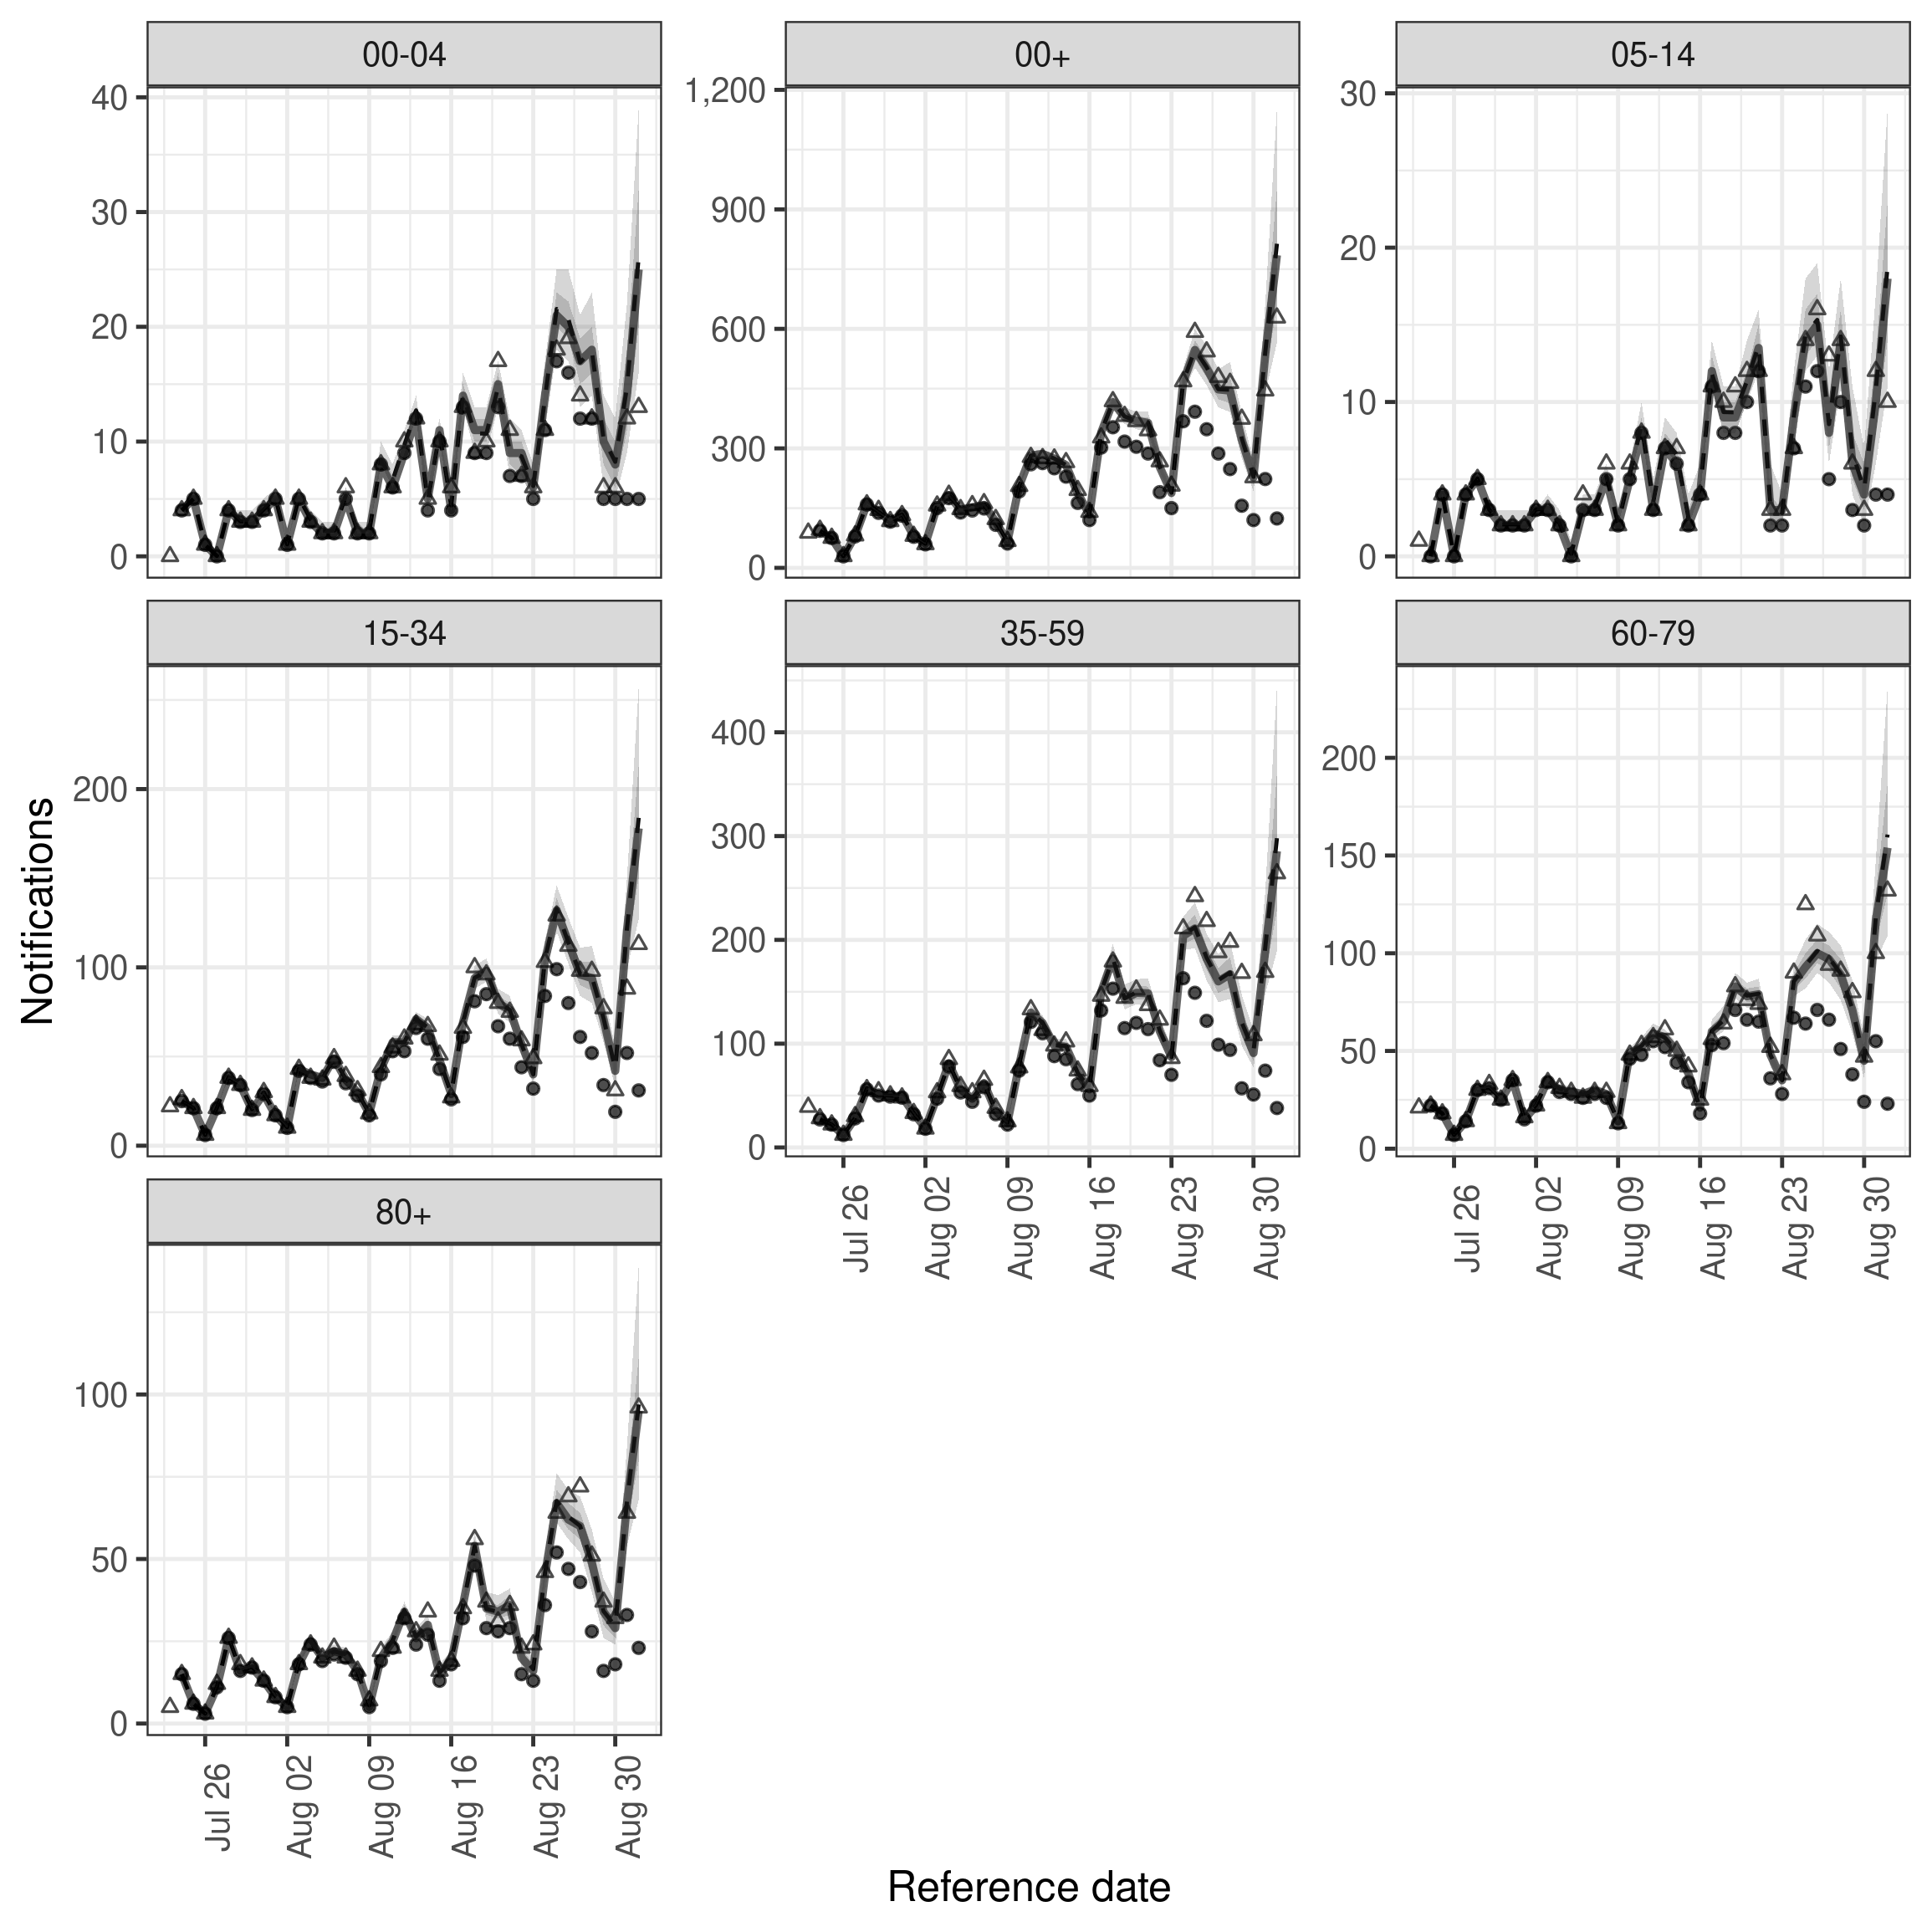 00-04
00+
05-14
40
30
20
10
0
1,200
900
600
300
0
30
20
10
0
15-34
35-59
60-79
200
100
0
400
300
200
100
0
200
150
100
50
0
Jul 26
Aug 02
Aug 09
Aug 16
Aug 23
Aug 30
Jul 26
Aug 02
Aug 09
Aug 16
Aug 23
Aug 30
80+
100
50
0
Jul 26
Aug 02
Aug 09
Aug 16
Aug 23
Aug 30
Notifications
Reference date